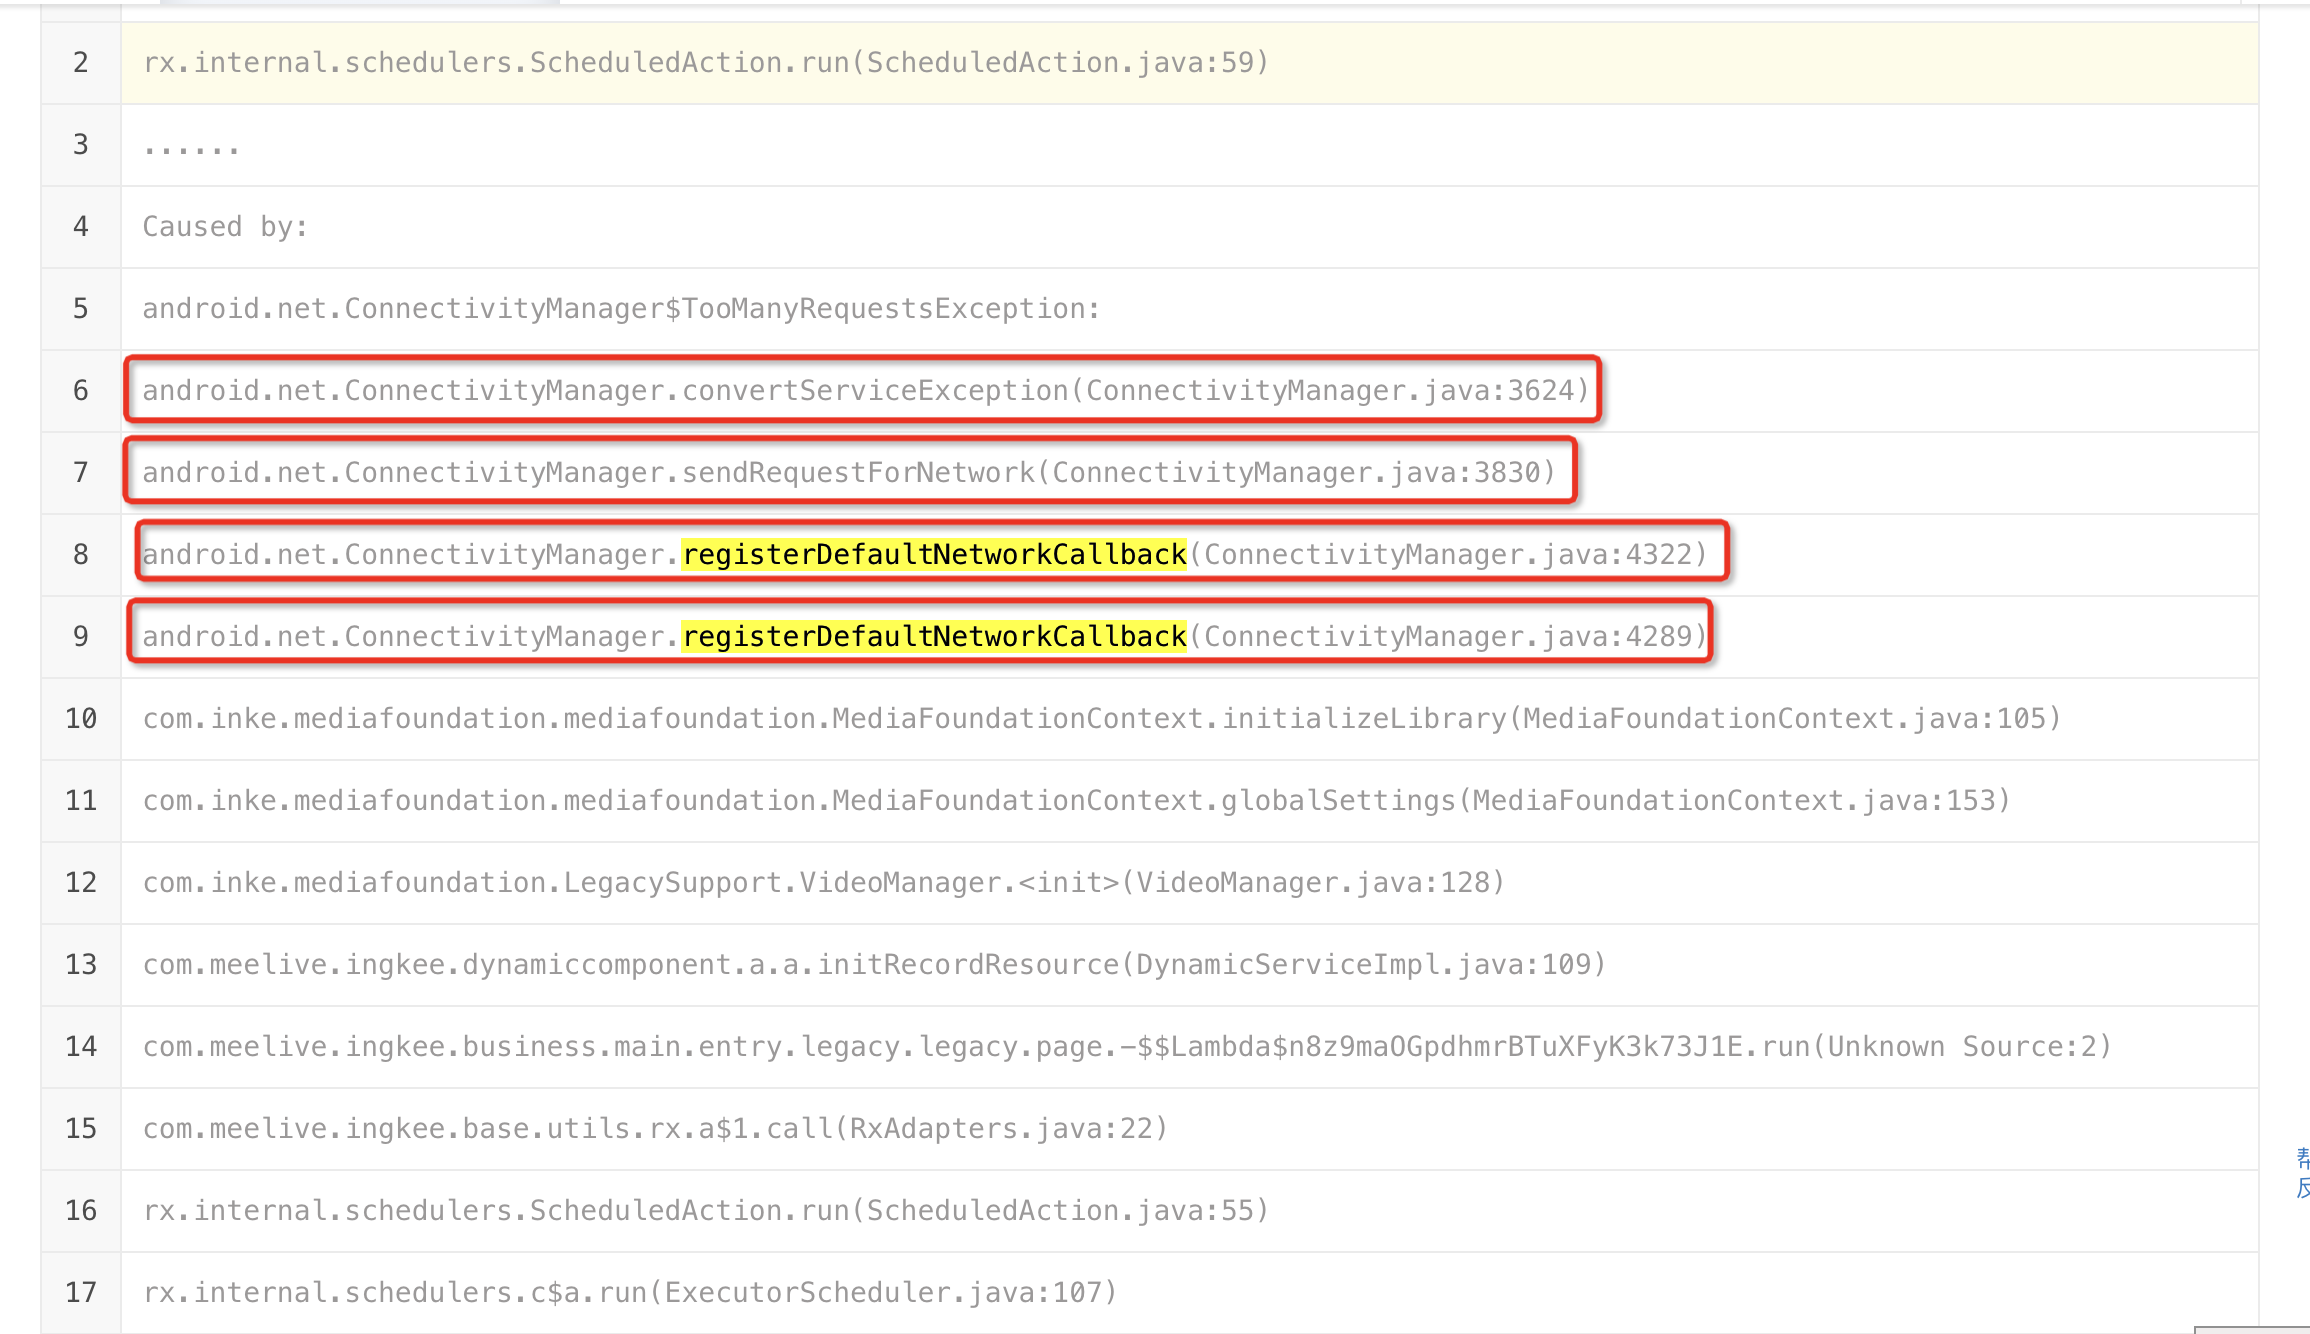 2 rx.internal.schedulers.ScheduledAction.run(ScheduledAction.java:59)
3 ......
4 Caused by:
5 android.net.ConnectivityManager$TooManyRequestsException:
6 android.net.ConnectivityManager.convertServiceException(ConnectivityManager.java:3624)
7 android.net.ConnectivityManager.sendRequestForNetwork(ConnectivityManager.java:3830)
8 android.net.ConnectivityManager.registerDefaultNetworkCallback(ConnectivityManager.java:4322)
9 android.net.ConnectivityManager.registerDefaultNetworkCallback(ConnectivityManager.java:4289)
10 com.inke.mediafoundation.mediafoundation.MediaFoundationContext.initializeLibrary(MediaFoundationContext.java:105)
11 com.inke.mediafoundation.mediafoundation.MediaFoundationContext.globalSettings(MediaFoundationContext.java:153)
12 com.inke.mediafoundation.LegacySupport.VideoManager.<init>(VideoManager.java:128)
13 com.meelive.ingkee.dynamiccomponent.a.a.initRecordResource(DynamicServiceImpl.java:109)
14 com.meelive.ingkee.business.main.entry.legacy.legacy.page.-$$Lambda$n8z9maOGpdhmrBTuXFyK3k73J1E.run(Unknown Source:2)
15 com.meelive.ingkee.base.utils.rx.a$1.call(RxAdapters.java:22)
16 rx.internal.schedulers.ScheduledAction.run(ScheduledAction.java:55)
17 rx.internal.schedulers.c$a.run(ExecutorScheduler.java:107)